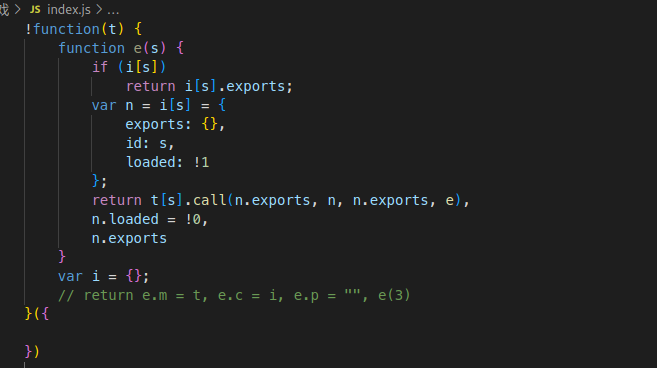 戏 > JS index.js > ...
!function(t) {
    function e(s) {
        if (i[s])
            return i[s].exports;
        var n = i[s] = {
            exports: {},
            id: s,
            loaded: !1
        };
        return t[s].call(n.exports, n, n.exports, e),
        n.loaded = !0,
        n.exports
    }
    var i = {};
    // return e.m = t, e.c = i, e.p = "", e(3)
}({

})